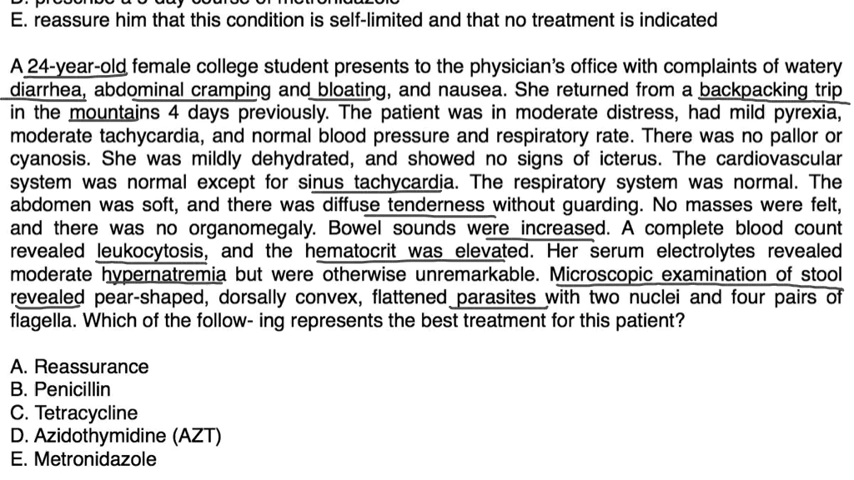 E. reassure him that this condition is self-limited and that no treatment is indicated
A 24-year-old female college student presents to the physician's office with complaints of watery
diarrhea, abdominal cramping and bloating, and nausea. She returned from a backpacking trip
in the mountains 4 days previously. The patient was in moderate distress, had mild pyrexia,
moderate tachycardia, and normal blood pressure and respiratory rate. There was no pallor or
cyanosis. She was mildly dehydrated, and showed no signs of icterus. The cardiovascular
system was normal except for sinus tachycardia. The respiratory system was normal. The
abdomen was soft, and there was diffuse tenderness without guarding. No masses were felt,
and there was no organomegaly. Bowel sounds were increased. A complete blood count
revealed leukocytosis, and the hematocrit was elevated. Her serum electrolytes revealed
moderate hypernatremia but were otherwise unremarkable. Microscopic examination of stool
revealed pear-shaped, dorsally convex, flattened parasites with two nuclei and four pairs of
flagella. Which of the follow- ing represents the best treatment for this patient?
A. Reassurance
B. Penicillin
C. Tetracycline
D. Azidothymidine (AZT)
E. Metronidazole